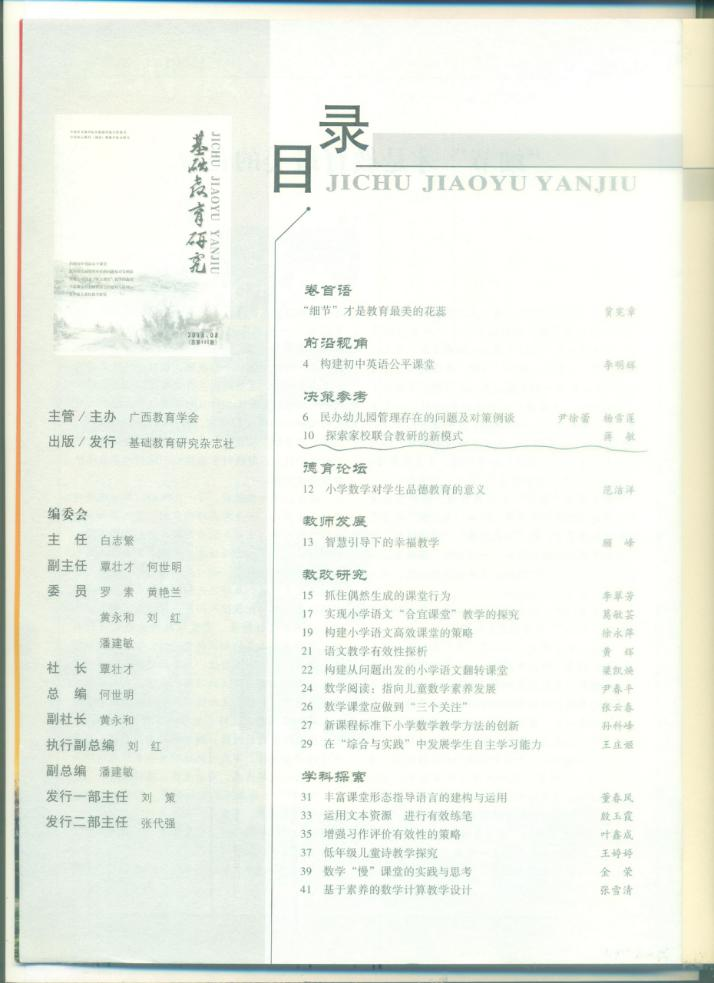 目录
JICHU JIAOYU YANJIU
基础教育研究
JICHU JIAOYU YANJIU
主管/主办 广西教育学会
出版/发行 基础教育研究杂志社
编委会
主 任 白志繁
副主任 覃壮才 何世明
委 员 罗 素 黄艳兰
黄永和 刘 红
潘建敏
社 长 覃壮才
总 编 何世明
副社长 黄永和
执行副总编 刘 红
副总编 潘建敏
发行一部主任 刘 策
发行二部主任 张代强
卷首语
“细节”才是教育最美的花蕊 贲宪章
前沿视角
4 构建初中英语公平课堂 李明辉
决策参考
6 民办幼儿园管理存在的问题及对策例谈 尹徐蕾 杨雪莲
10 探索家校联合教研的新模式 蒋 敏
德育论坛
12 小学数学对学生品德教育的意义 范洁洋
教师发展
13 智慧引导下的幸福教学 顾 峰
教改研究
15 抓住偶然生成的课堂行为 李翠芳
17 实现小学语文“合宜课堂”教学的探究 葛敏芸
19 构建小学语文高效课堂的策略 徐永萍
21 语文教学有效性探析 黄 辉
22 构建从问题出发的小学语文翻转课堂 梁凯焕
24 数学阅读：指向儿童数学素养发展 尹春平
26 数学课堂应做到“三个关注” 张云春
27 新课程标准下小学数学教学方法的创新 孙科峰
29 在“综合与实践”中发展学生自主学习能力 王庄姬
学科探索
31 丰富课堂形态指导语言的建构与运用 董春凤
33 运用文本资源 进行有效练笔 殷玉霞
35 增强习作评价有效性的策略 叶鑫成
37 低年级儿童诗教学探究 王婷婷
39 数学“慢”课堂的实践与思考 金 荣
41 基于素养的数学计算教学设计 张雪清